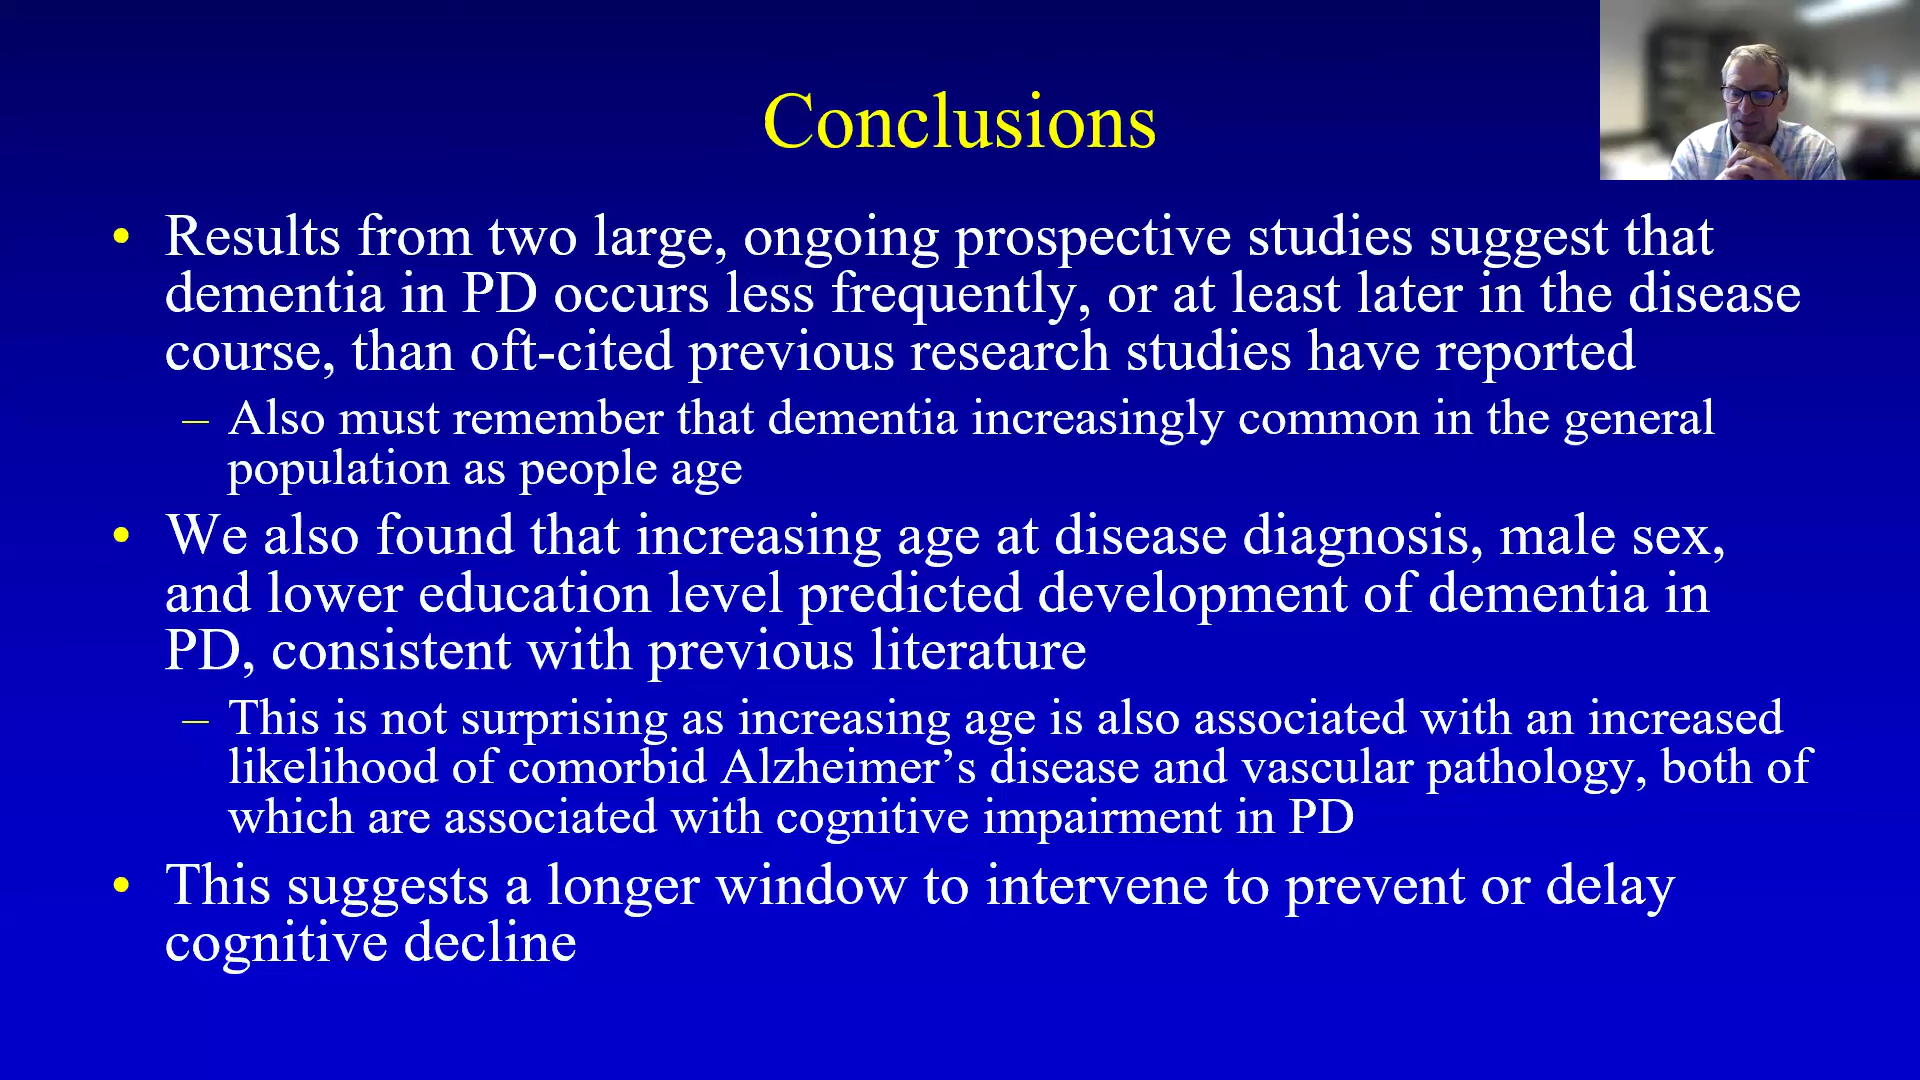 Conclusions
• Results from two large, ongoing prospective studies suggest that
dementia in PD occurs less frequently, or at least later in the disease
course, than oft-cited previous research studies have reported
– Also must remember that dementia increasingly common in the general
population as people age
• We also found that increasing age at disease diagnosis, male sex,
and lower education level predicted development of dementia in
PD, consistent with previous literature
– This is not surprising as increasing age is also associated with an increased
likelihood of comorbid Alzheimer’s disease and vascular pathology, both of
which are associated with cognitive impairment in PD
• This suggests a longer window to intervene to prevent or delay
cognitive decline